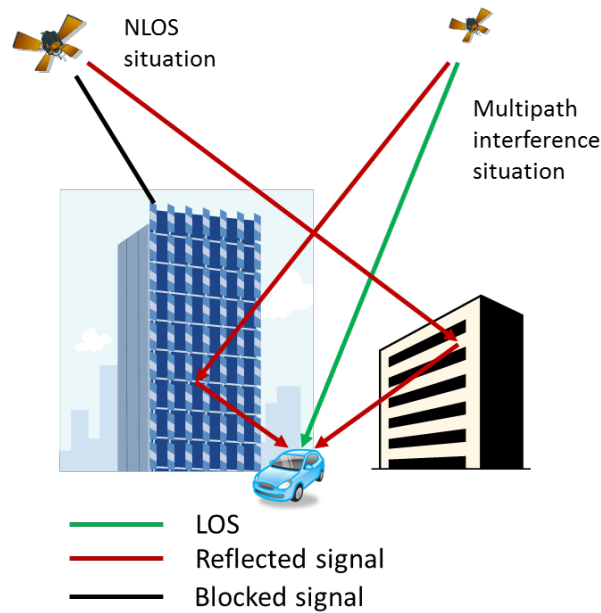 NLOS
situation
Multipath
interference
situation
LOS
Reflected signal
Blocked signal